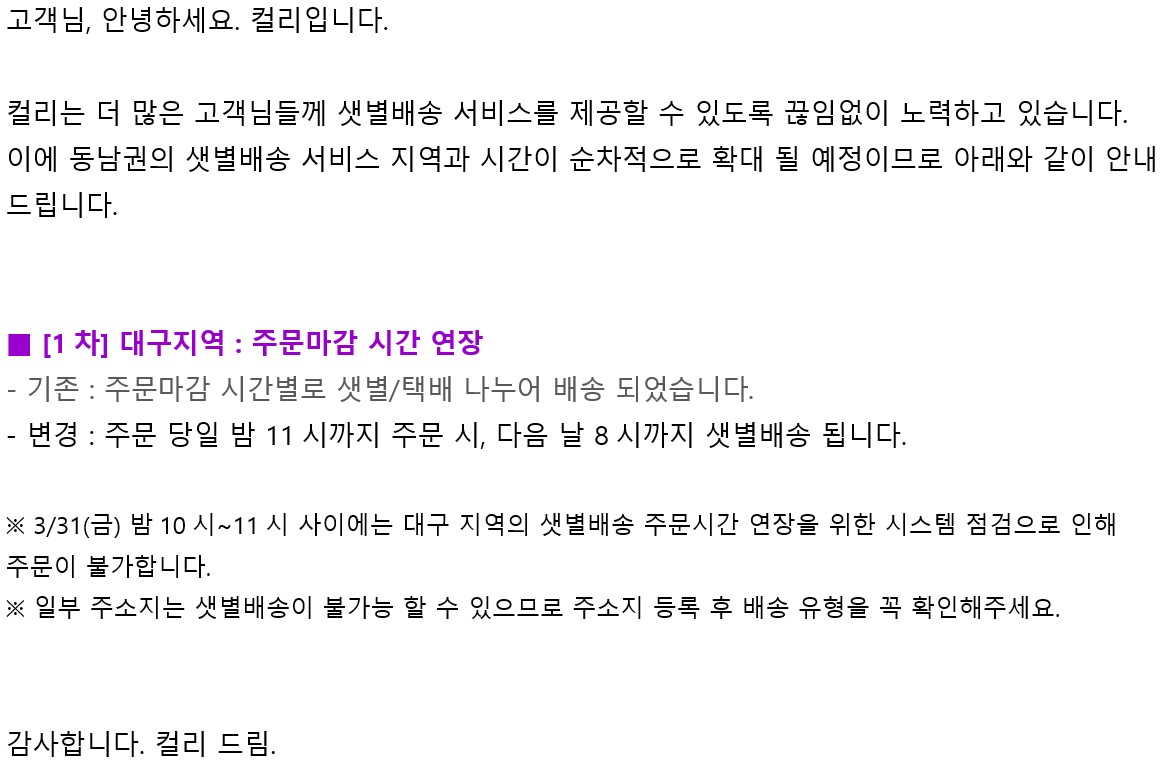 고객님, 안녕하세요. 컬리입니다.
컬리는 더 많은 고객님들께 샛별배송 서비스를 제공할 수 있도록 끊임없이 노력하고 있습니다.
이에 동남권의 샛별배송 서비스 지역과 시간이 순차적으로 확대 될 예정이므로 아래와 같이 안내
드립니다.
■ [1 차] 대구지역 : 주문마감 시간 연장
- 기존 : 주문마감 시간별로 샛별/택배 나누어 배송 되었습니다.
- 변경 : 주문 당일 밤 11 시까지 주문 시, 다음 날 8 시까지 샛별배송 됩니다.
※ 3/31(금) 밤 10 시~11 시 사이에는 대구 지역의 샛별배송 주문시간 연장을 위한 시스템 점검으로 인해
주문이 불가합니다.
※ 일부 주소지는 샛별배송이 불가능 할 수 있으므로 주소지 등록 후 배송 유형을 꼭 확인해주세요.
감사합니다. 컬리 드림.